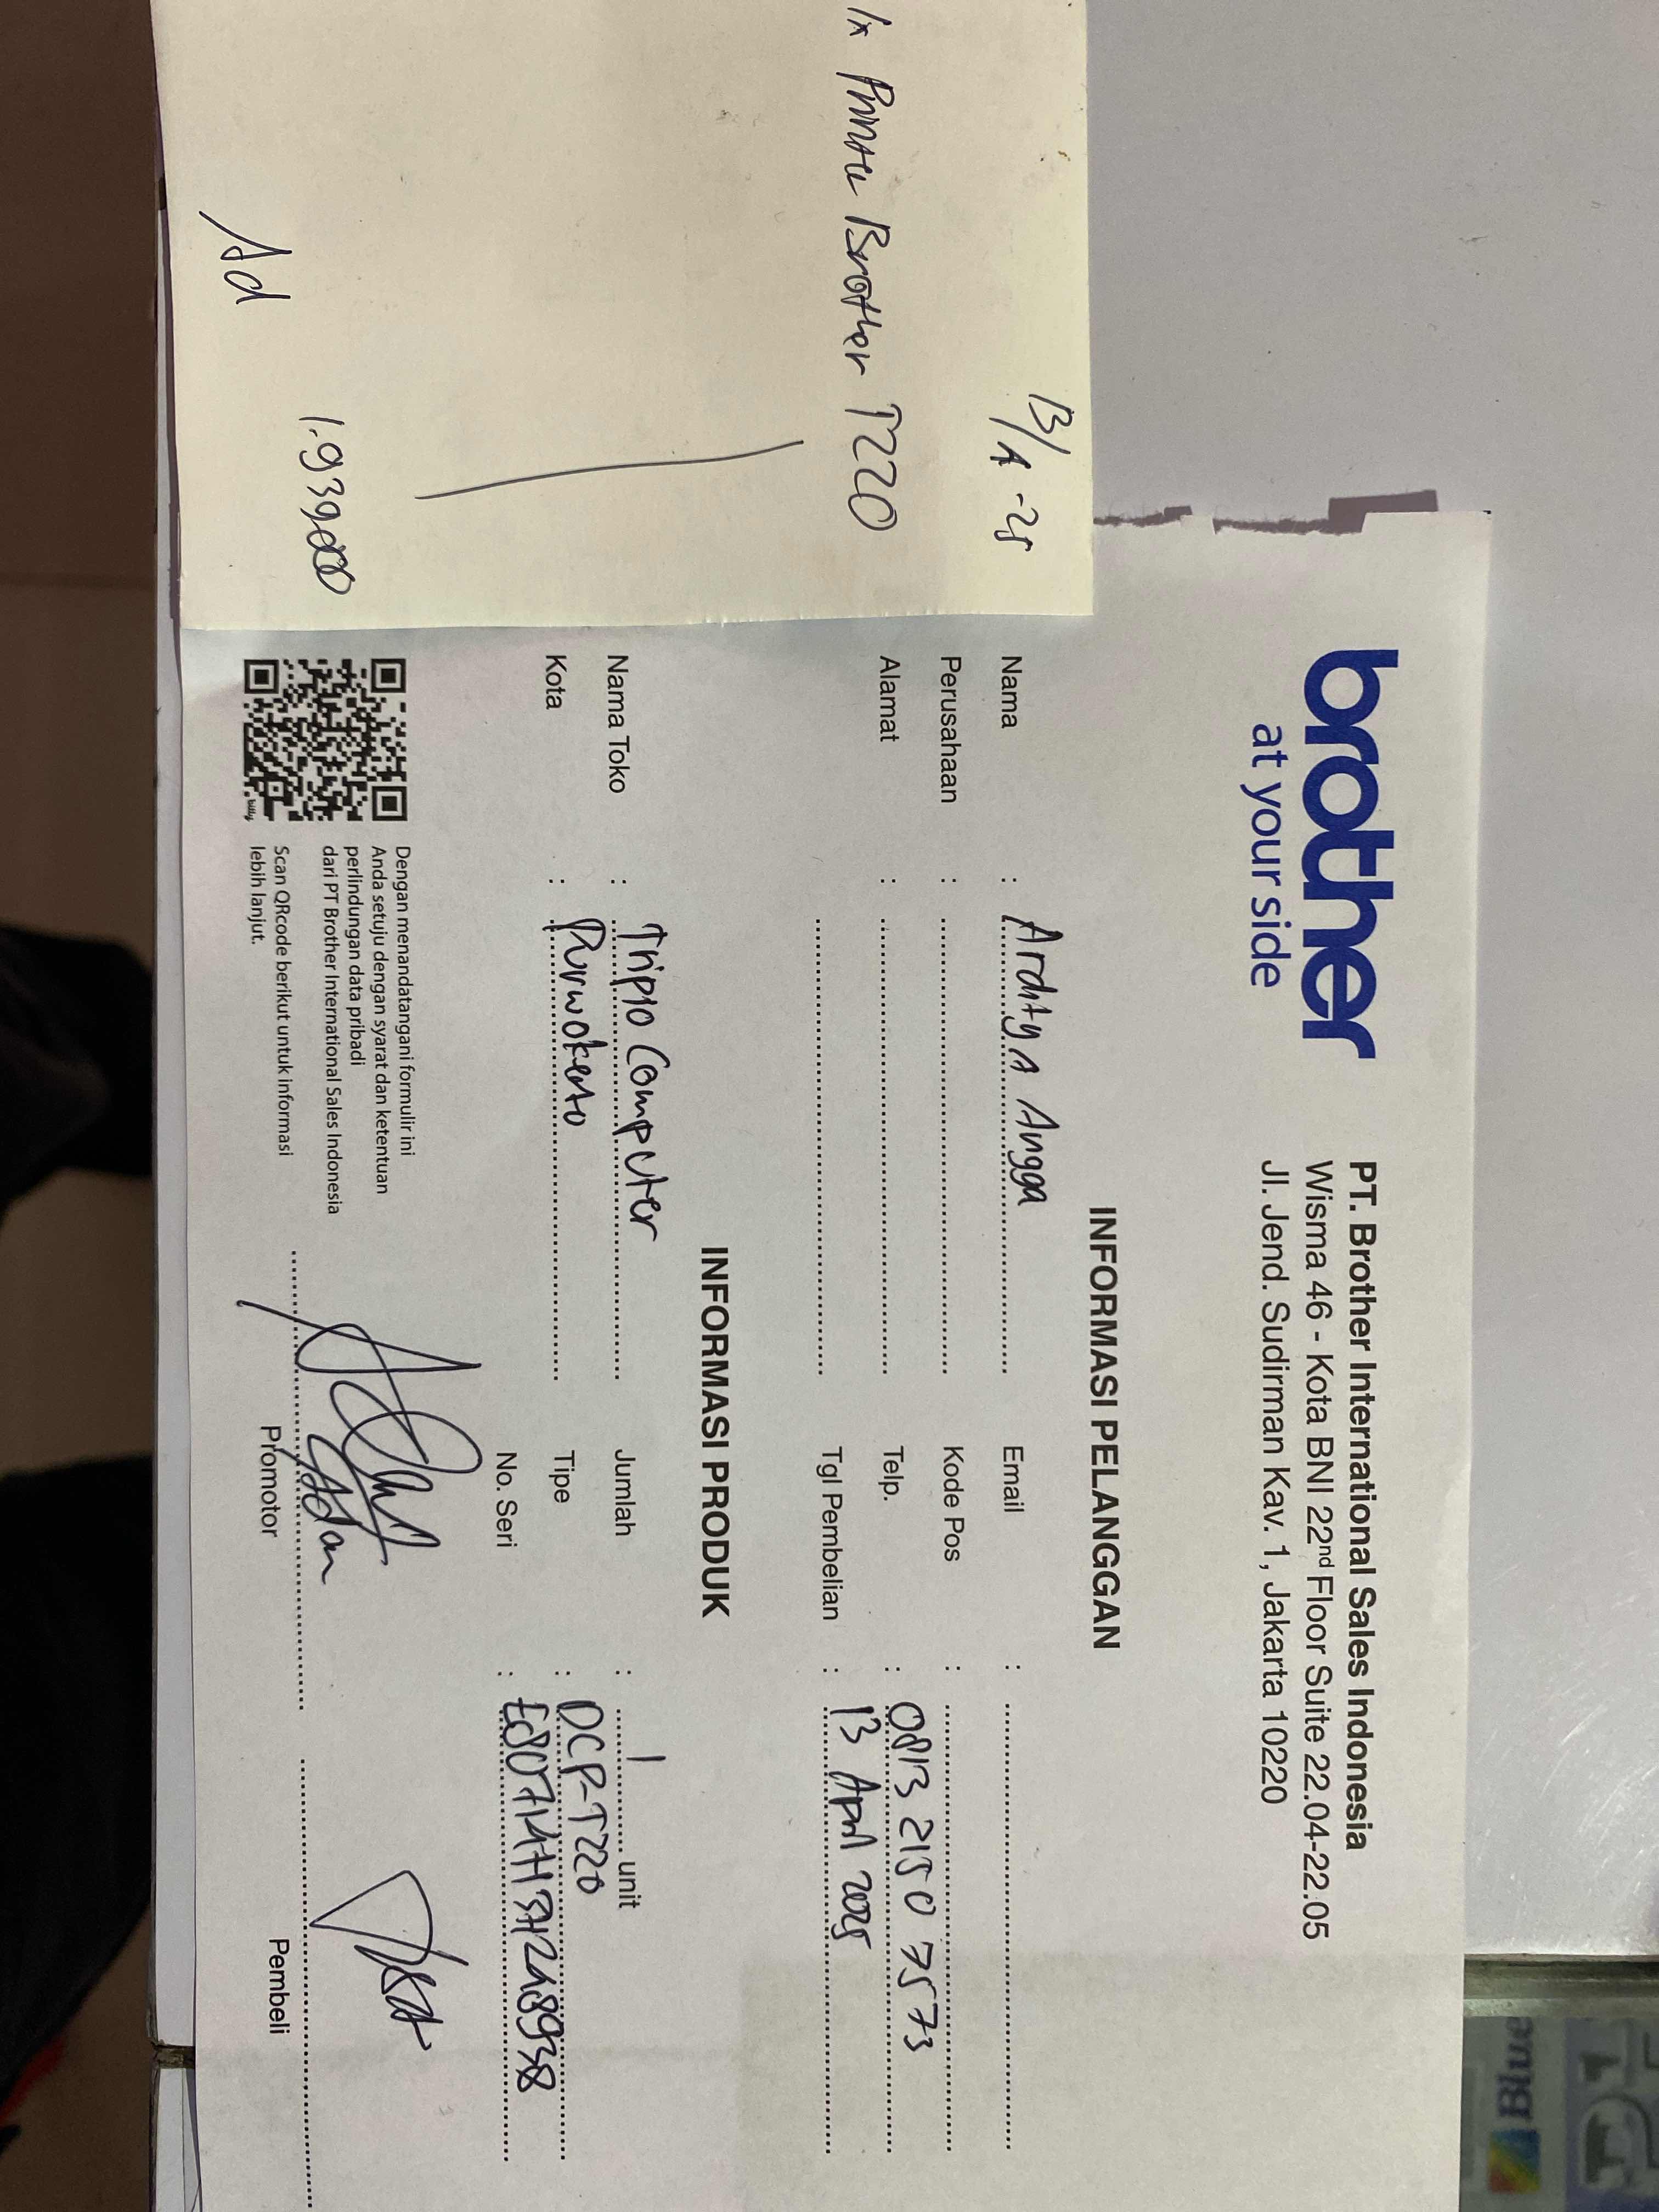 13/4-25
1x Printer Brother T220
1.939.000
Ad
brother
at your side
PT. Brother International Sales Indonesia
Wisma 46 - Kota BNI 22nd Floor Suite 22.04-22.05
Jl. Jend. Sudirman Kav. 1, Jakarta 10220
INFORMASI PELANGGAN
Nama : Arditya Angga
Email :
Perusahaan :
Kode Pos :
Alamat :
Telp. : 0813 2150 7573
Tgl Pembelian : 13 April 2025
INFORMASI PRODUK
Nama Toko : Triplo Computer
Jumlah : 1 unit
Kota : Purwokerto
Tipe : DCP-T220
No. Seri :
Dengan menandatangani formulir ini
Anda setuju dengan syarat dan ketentuan
perlindungan data pribadi
dari PT Brother International Sales Indonesia
Scan QRcode berikut untuk informasi
lebih lanjut.
Adan
Promotor
Pembeli
Blue